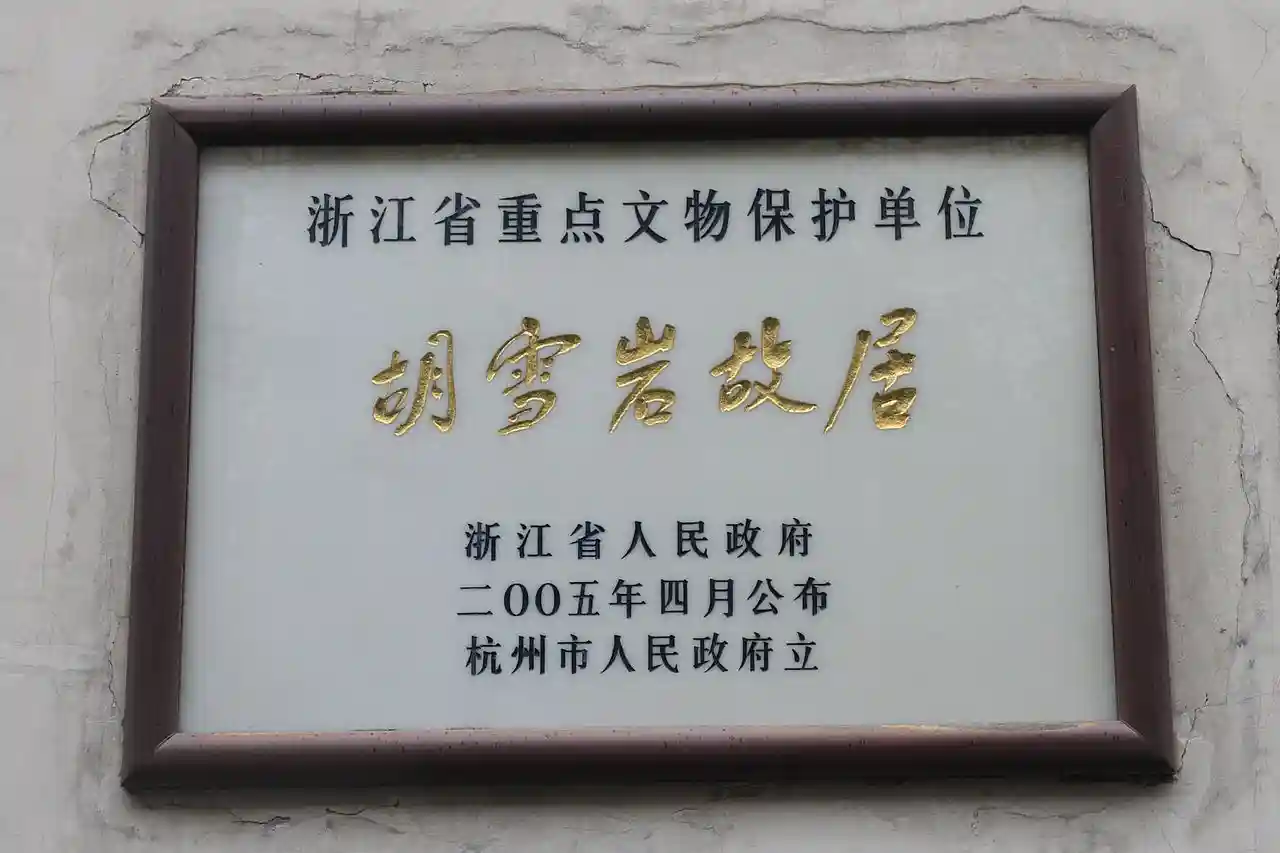 浙江省重点文物保护单位
胡雪岩故居
浙江省人民政府
二OO五年四月公布
杭州市人民政府立